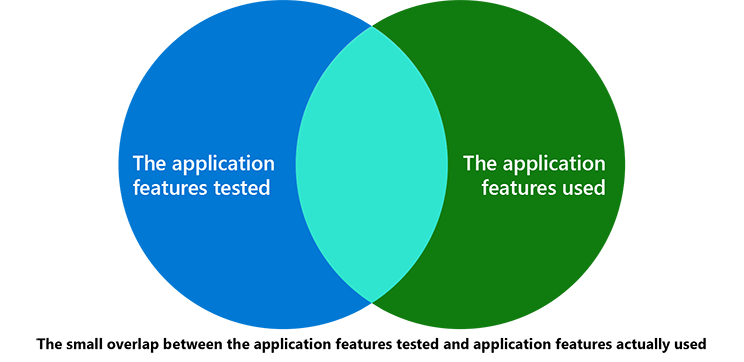 The application
features tested
The application
features used
The small overlap between the application features tested and application features actually used